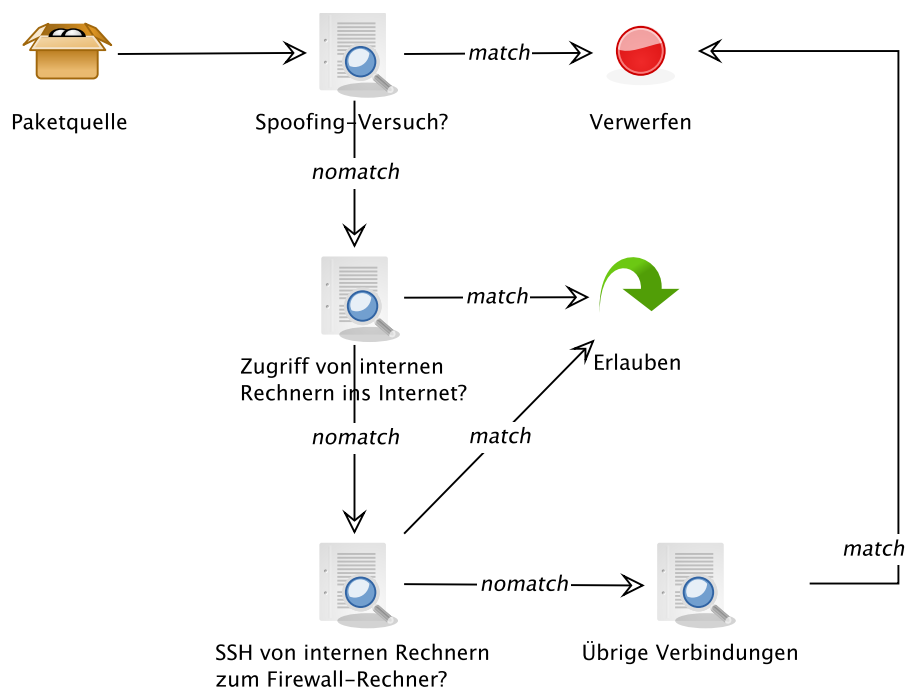 match
Paketquelle
Spoofing-Versuch?
Verwerfen
nomatch
match
Zugriff von internen
Rechnern ins Internet?
Erlauben
nomatch
match
match
nomatch
SSH von internen Rechnern
zum Firewall-Rechner?
Übrige Verbindungen